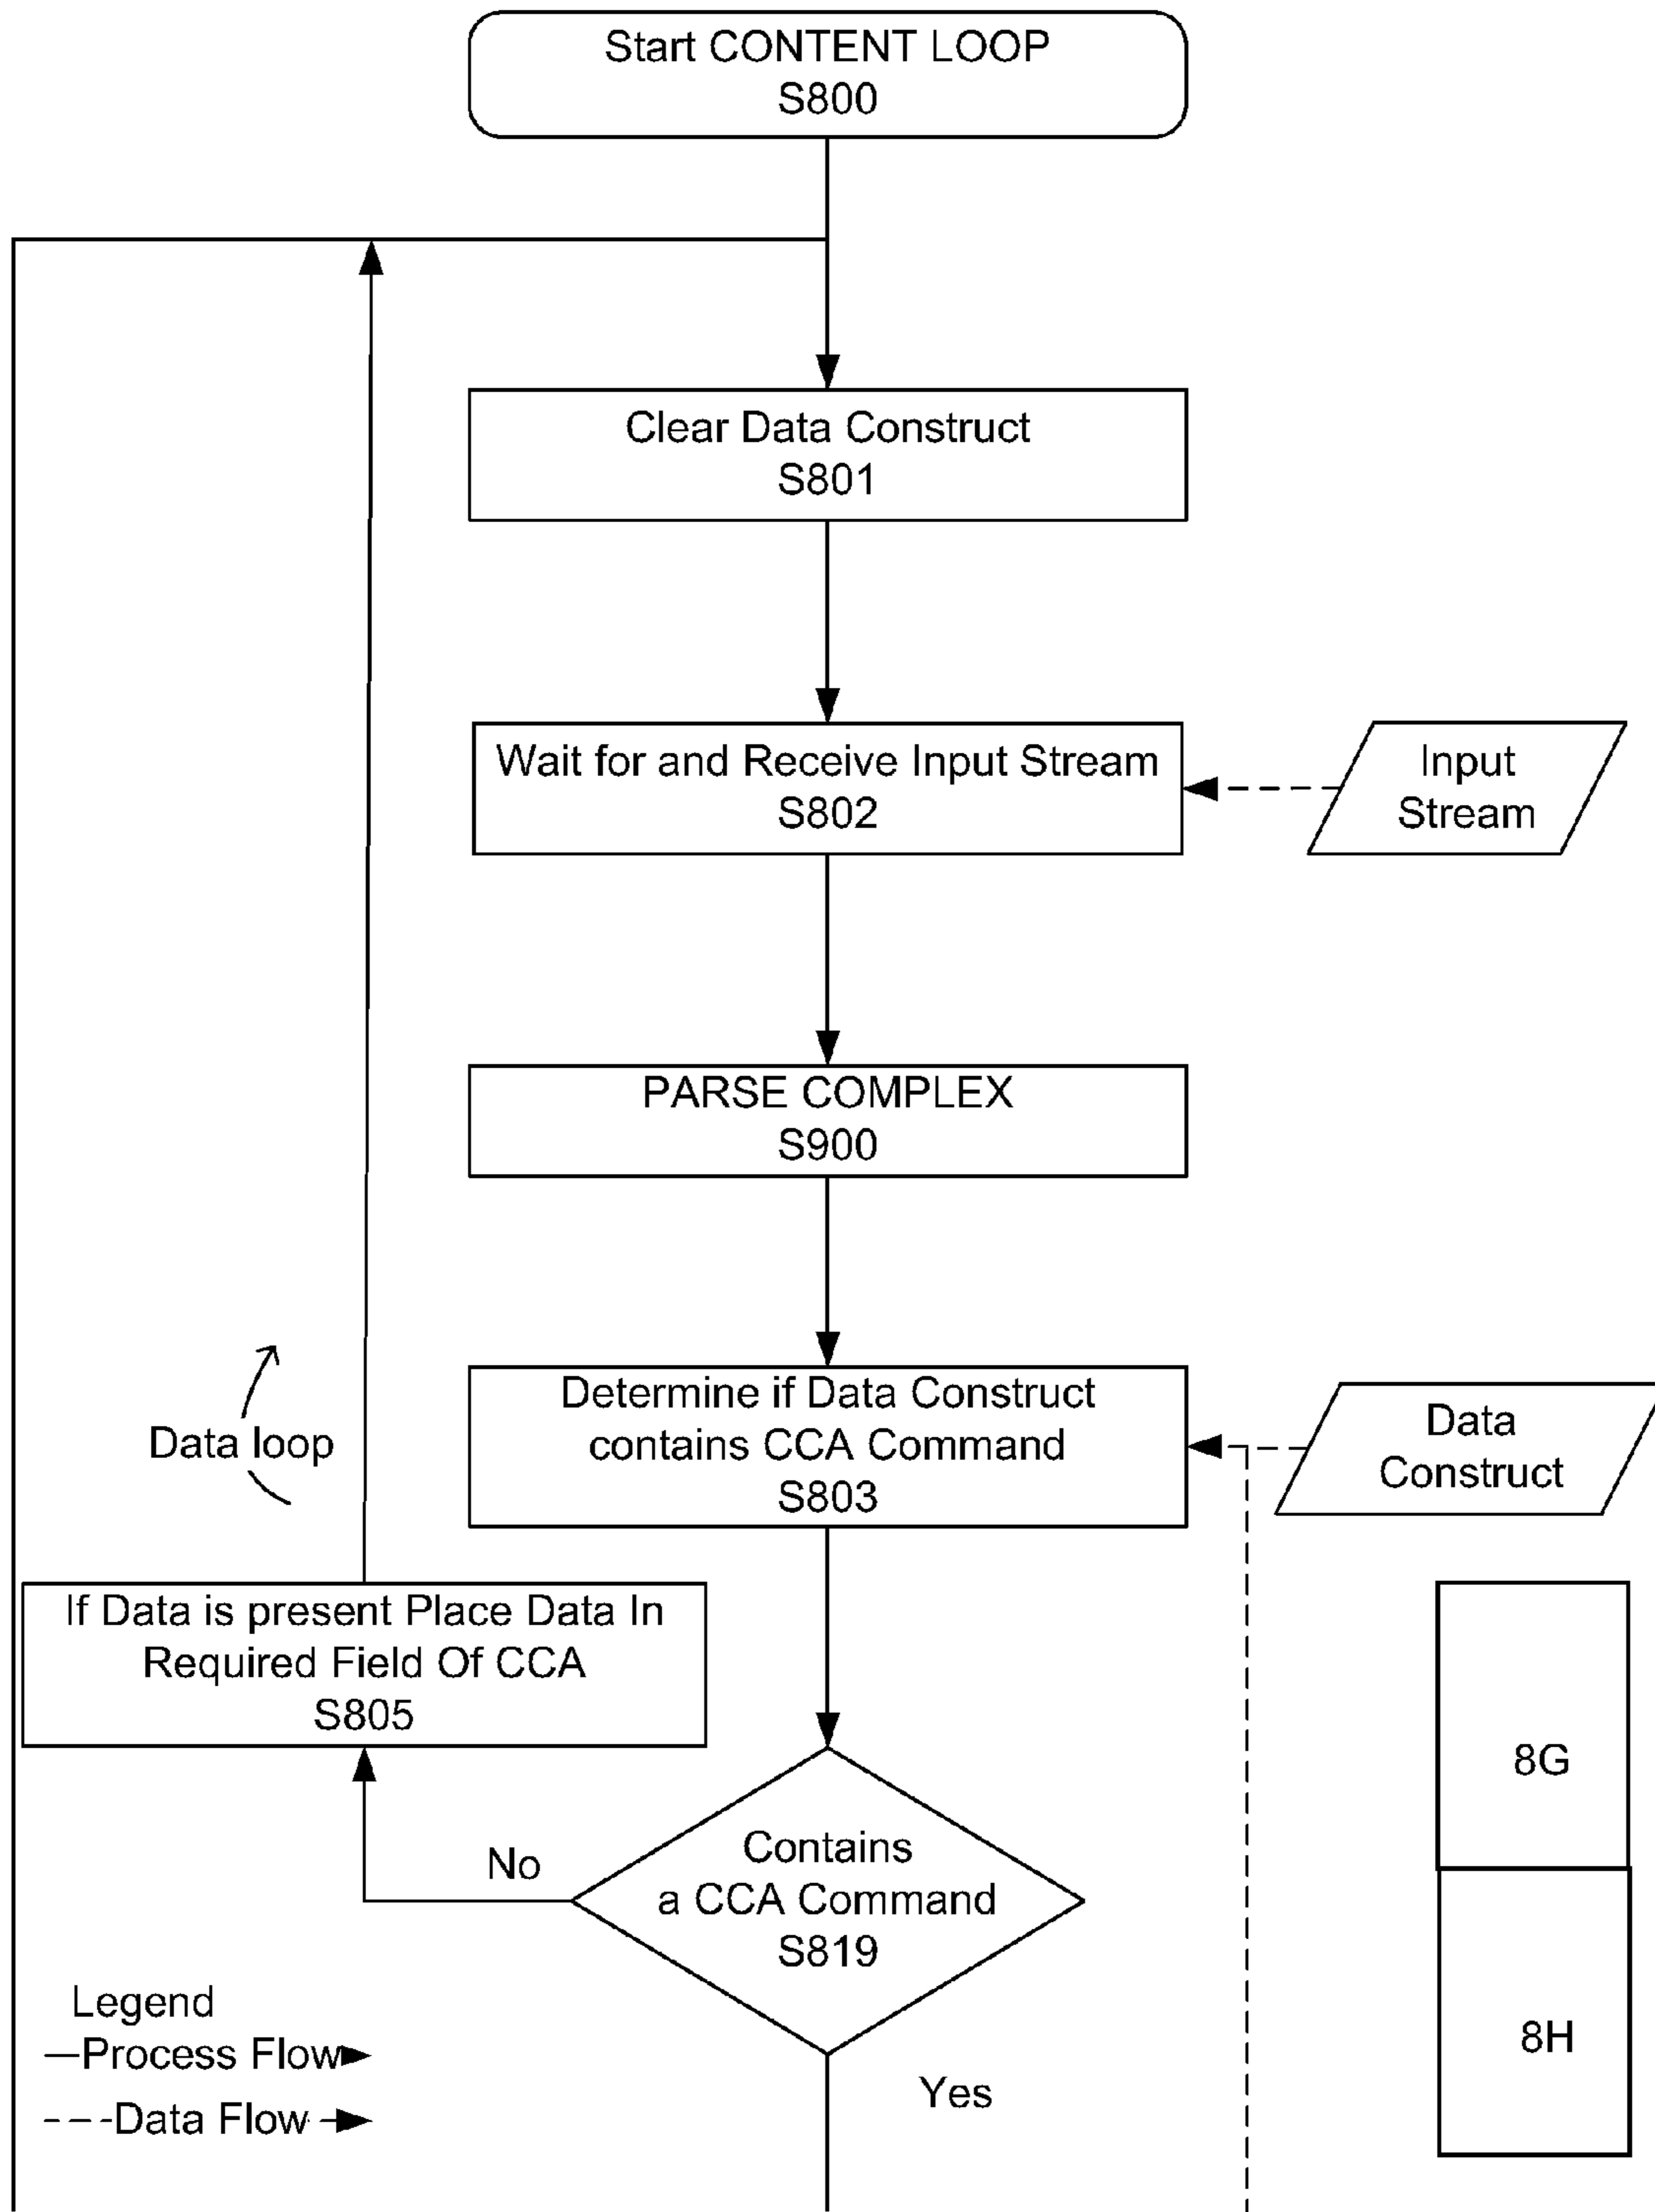 Start CONTENT LOOP
S800
Clear Data Construct
S801
Wait for and Receive Input Stream
S802
Input
Stream
PARSE COMPLEX
S900
Determine if Data Construct
contains CCA Command
S803
Data
Construct
Data loop
If Data is present Place Data In
Required Field Of CCA
S805
8G
Contains
a CCA Command
S819
No
Yes
8H
Legend
Process Flow
Data Flow